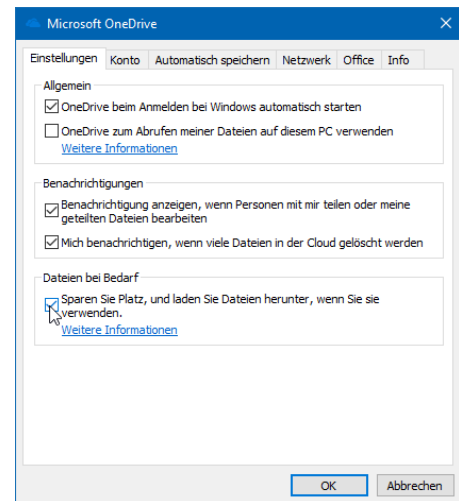 Microsoft OneDrive
Einstellungen Konto Automatisch speichern Netzwerk Office Info
Allgemein
OneDrive beim Anmelden bei Windows automatisch starten
OneDrive zum Abrufen meiner Dateien auf diesem PC verwenden
Weitere Informationen
Benachrichtigungen
Benachrichtigung anzeigen, wenn Personen mit mir teilen oder meine
geteilten Dateien bearbeiten
Mich benachrichtigen, wenn viele Dateien in der Cloud gelöscht werden
Dateien bei Bedarf
Sparen Sie Platz, und laden Sie Dateien herunter, wenn Sie sie
verwenden.
Weitere Informationen
OK Abbrechen